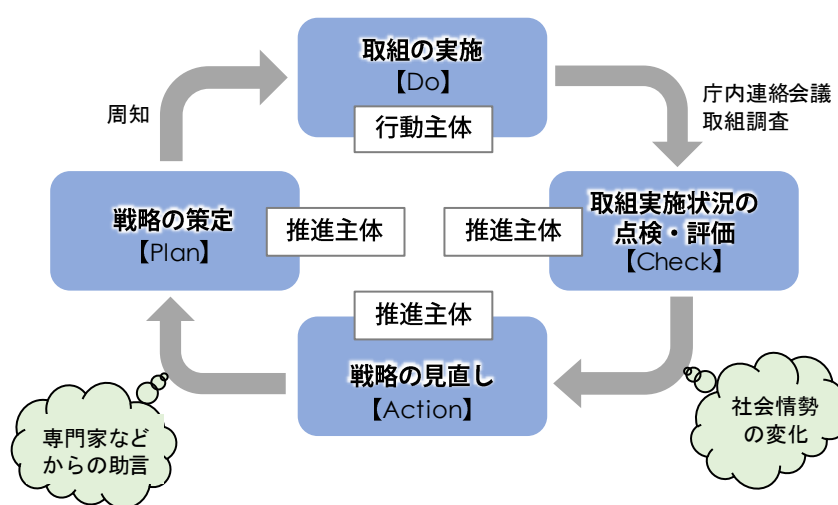 取組の実施
【Do】
行動主体
周知
庁内連絡会議
取組調査
戦略の策定
【Plan】
推進主体
推進主体
取組実施状況の
点検・評価
【Check】
推進主体
戦略の見直し
【Action】
専門家など
からの助言
社会情勢
の変化